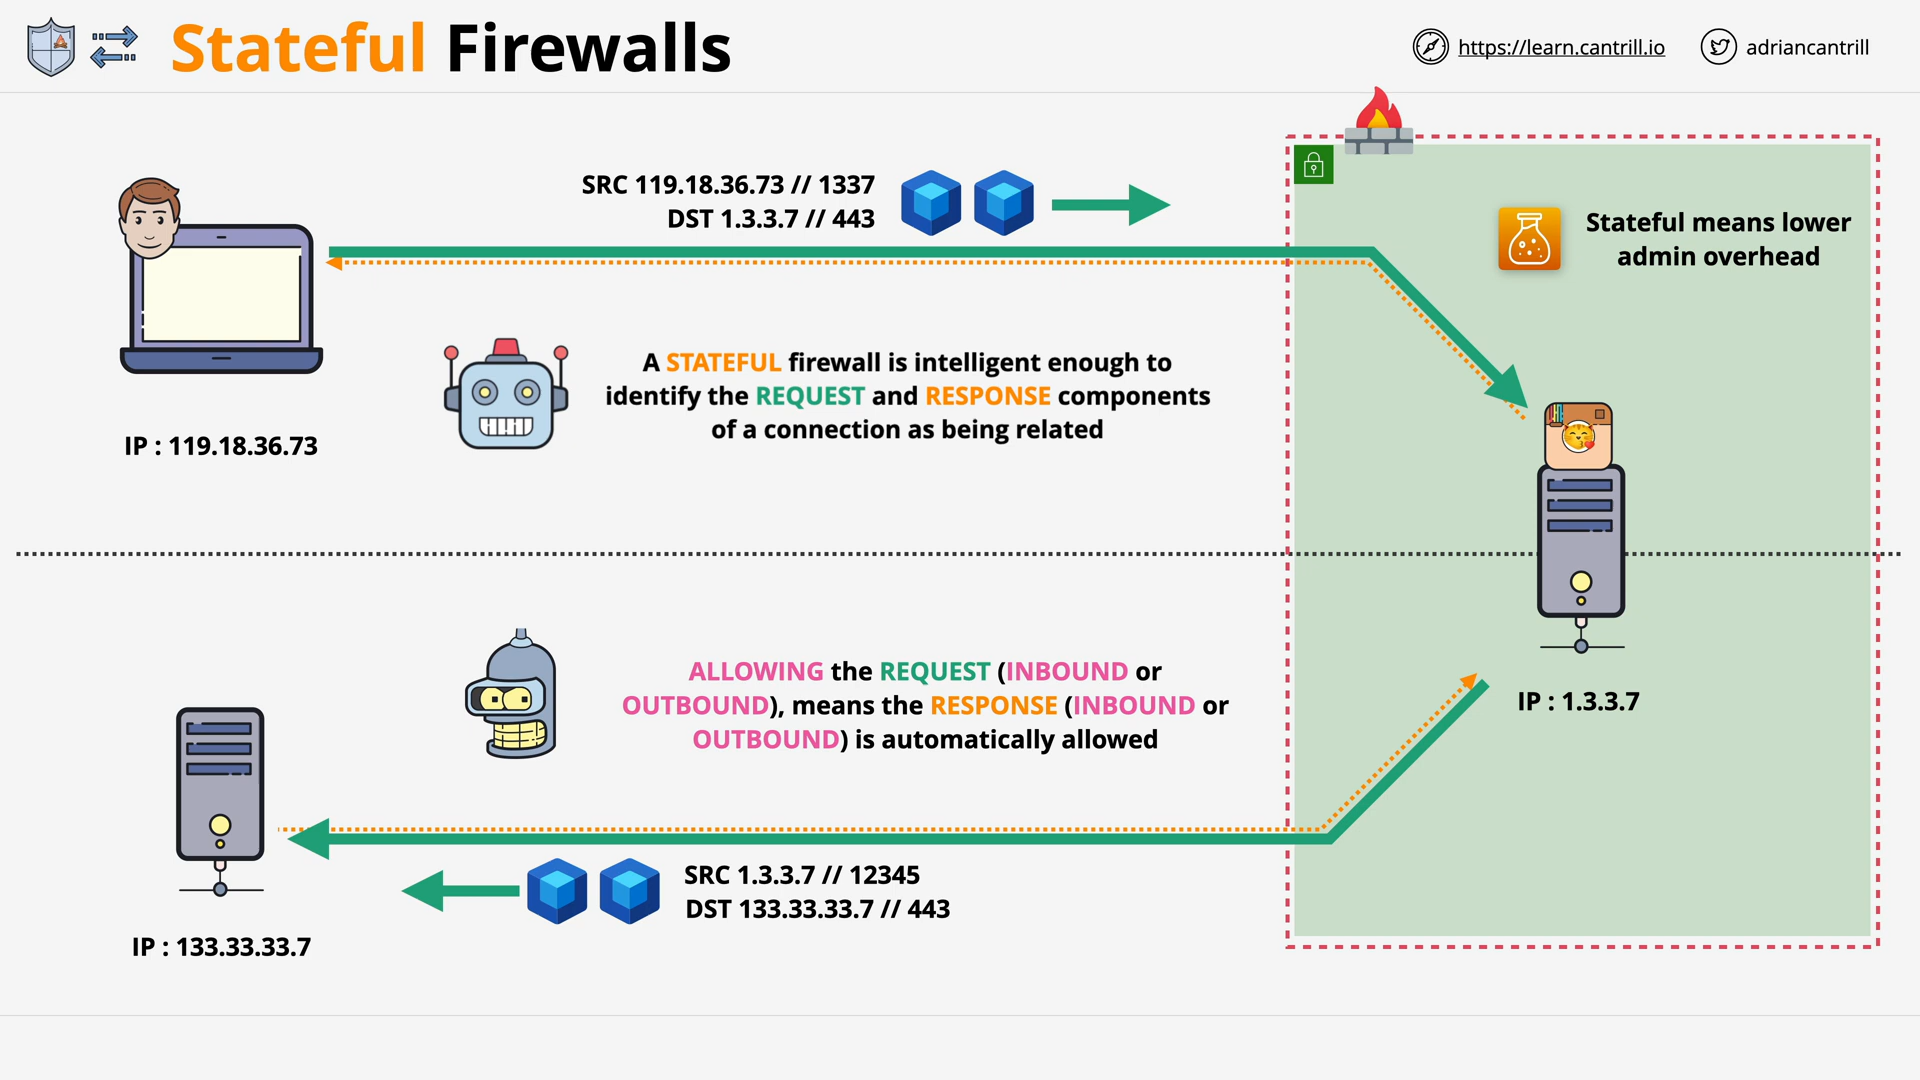 Stateful Firewalls
https://learn.cantrill.io
adriancantrill
SRC 119.18.36.73 // 1337
DST 1.3.3.7 // 443
Stateful means lower
admin overhead
A STATEFUL firewall is intelligent enough to
identify the REQUEST and RESPONSE components
of a connection as being related
IP : 119.18.36.73
ALLOWING the REQUEST (INBOUND or
OUTBOUND), means the RESPONSE (INBOUND or
OUTBOUND) is automatically allowed
IP : 1.3.3.7
SRC 1.3.3.7 // 12345
DST 133.33.33.7 // 443
IP : 133.33.33.7